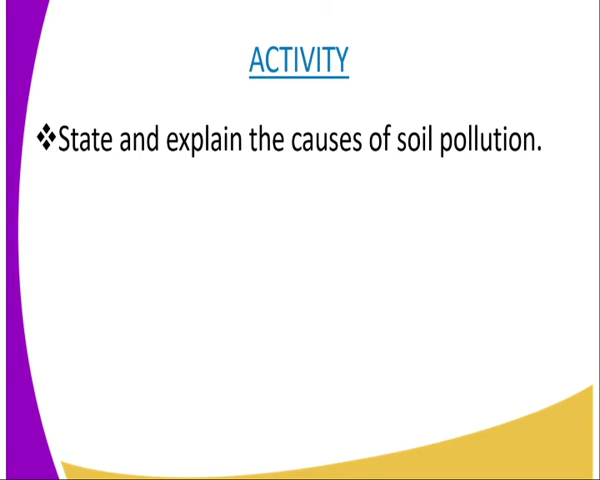 ACTIVITY
❖State and explain the causes of soil pollution.